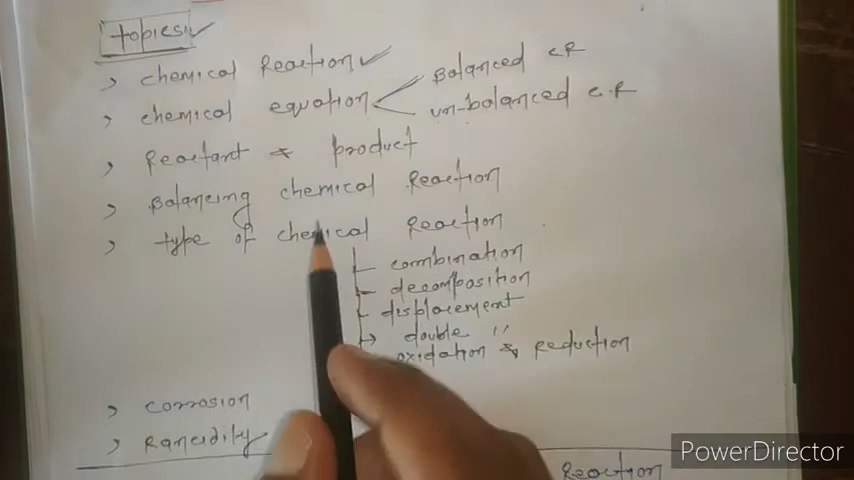 Topics
> chemical Reaction ✓
> chemical equation
Balanced C.R
un-balanced C.R
> Reactant & product
> Balancing chemical Reaction
> type of chemical Reaction
combination
decomposition
displacement
→ double "
oxidation & Reduction
> corrosion
> Rancidity
Reaction
PowerDirector